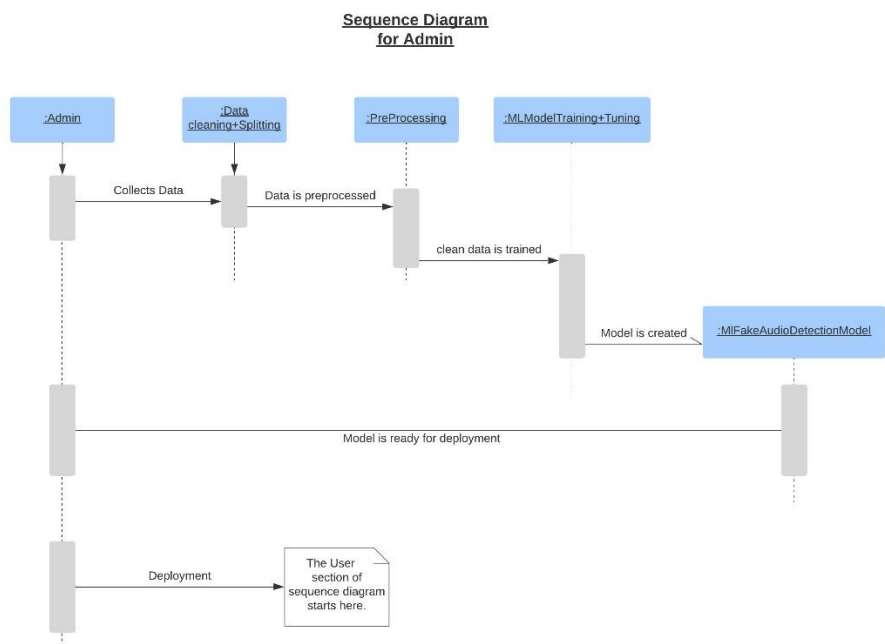 Sequence Diagram
for Admin
:Admin
:Data
cleaning+Splitting
:PreProcessing
:MLModelTraining+Tuning
Collects Data
Data is preprocessed
clean data is trained
Model is created
:MlFakeAudioDetectionModel
Model is ready for deployment
Deployment
The User
section of
sequence diagram
starts here.